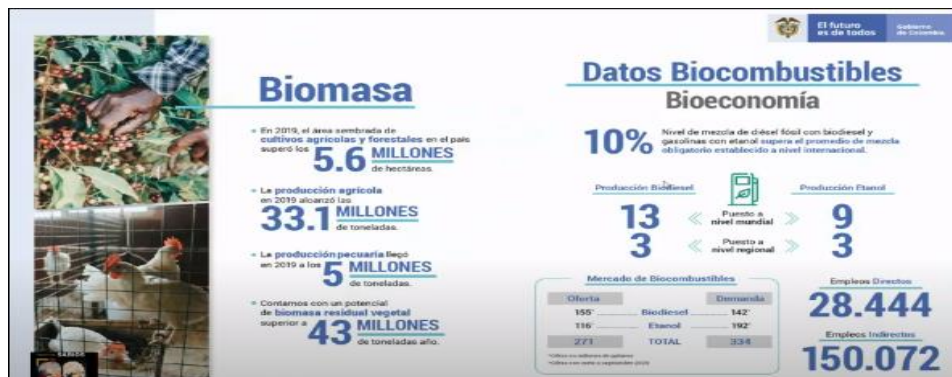 El futuro
es de todos
Gobierno
de Colombia
Biomasa
En 2019, el área sembrada de
cultivos agrícolas y forestales en el país
superó los 5.6 MILLONES
de hectáreas.
La producción agrícola
en 2019 alcanzó las
33.1 MILLONES
de toneladas.
La producción pecuaria llegó
en 2019 a los 5 MILLONES
de toneladas.
Contamos con un potencial
de biomasa residual vegetal
superior a 43 MILLONES
de toneladas año.
Datos Biocombustibles
Bioeconomía
10% Nivel de mezcla de diésel fósil con biodiesel y
gasolinas con etanol supera el promedio de mezcla
obligatorio establecido a nivel internacional.
Producción Biodiesel
Producción Etanol
13 Puesto a nivel mundial 9
3 Puesto a nivel regional 3
Mercado de Biocombustibles
Oferta Demanda
155* Biodiesel 142*
116* Etanol 192*
271 TOTAL 334
Empleos Directos
28.444
Empleos Indirectos
150.072